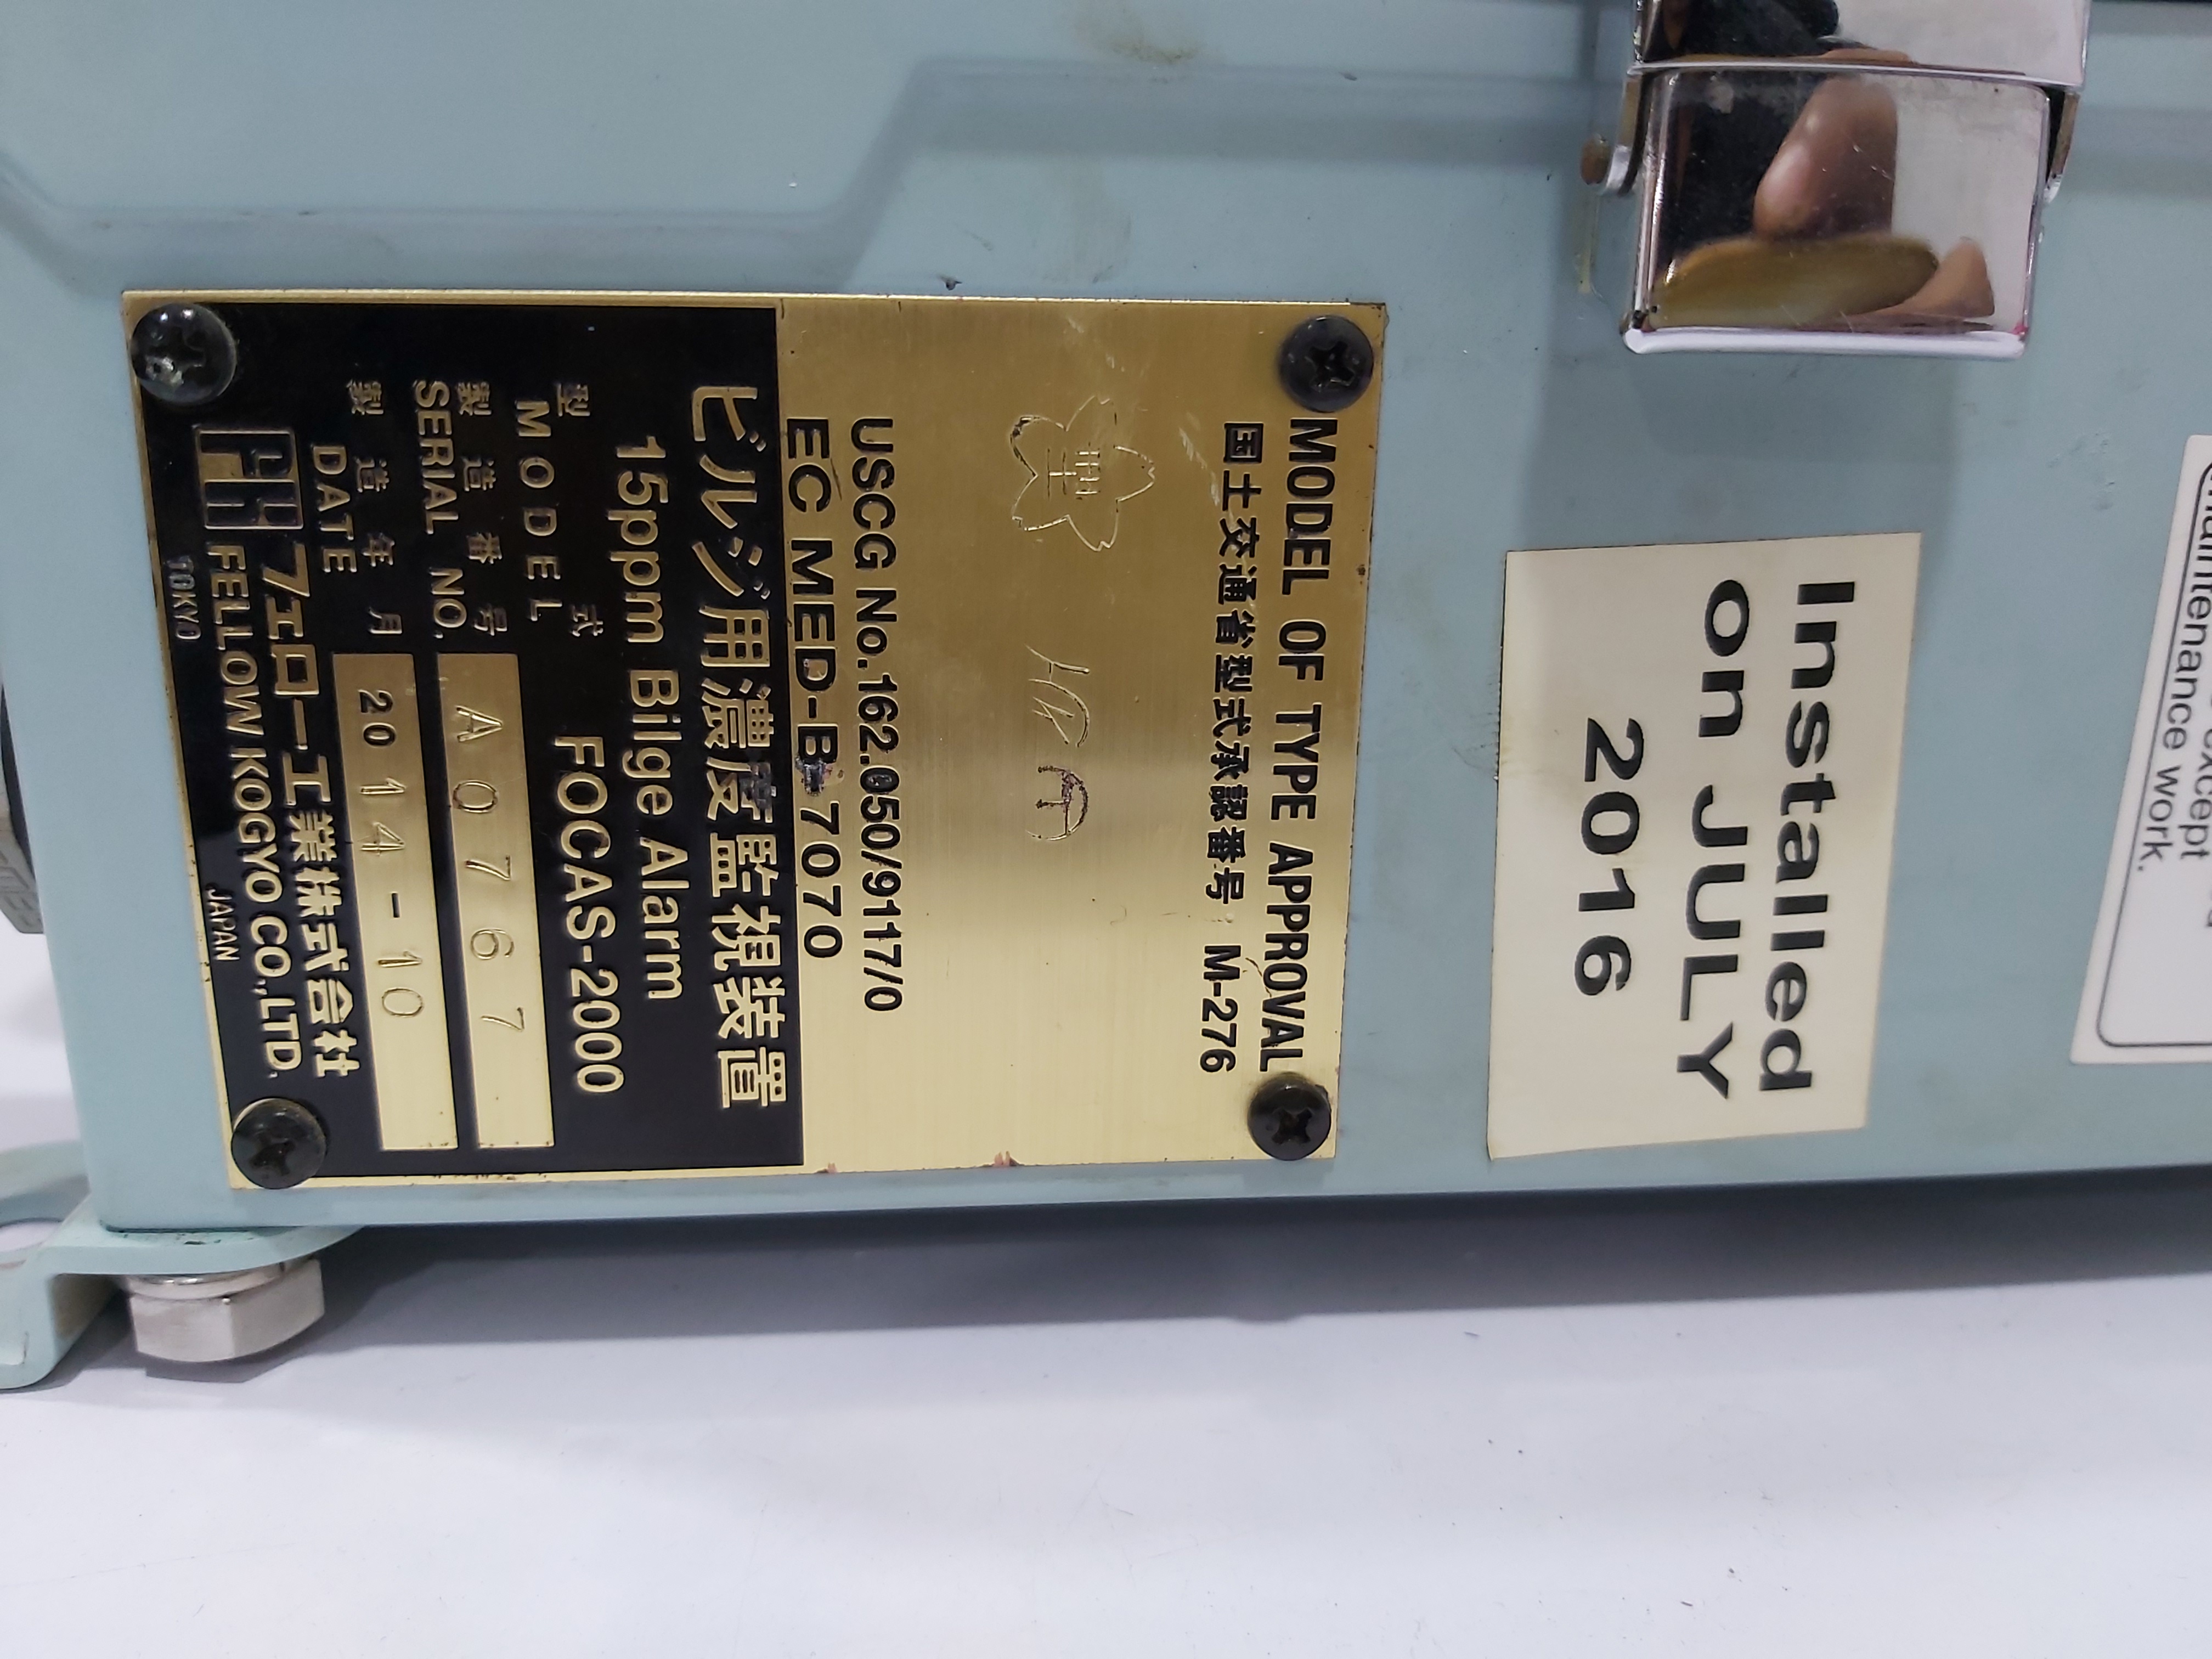 maintenance work.
except
Installed
on JULY
2016
MODEL OF TYPE APPROVAL
国土交通省型式承認番号 M-276
HK
USCG No.162.050/9117/0
EC MED-B 7070
ビルジ用濃度監視装置
15ppm Bilge Alarm
型式
MODEL FOCAS-2000
製造番号
SERIAL NO. A0767
製造年月
DATE 2014-10
フェロー工業株式会社
FELLOW KOGYO CO.,LTD.
TOKYO JAPAN